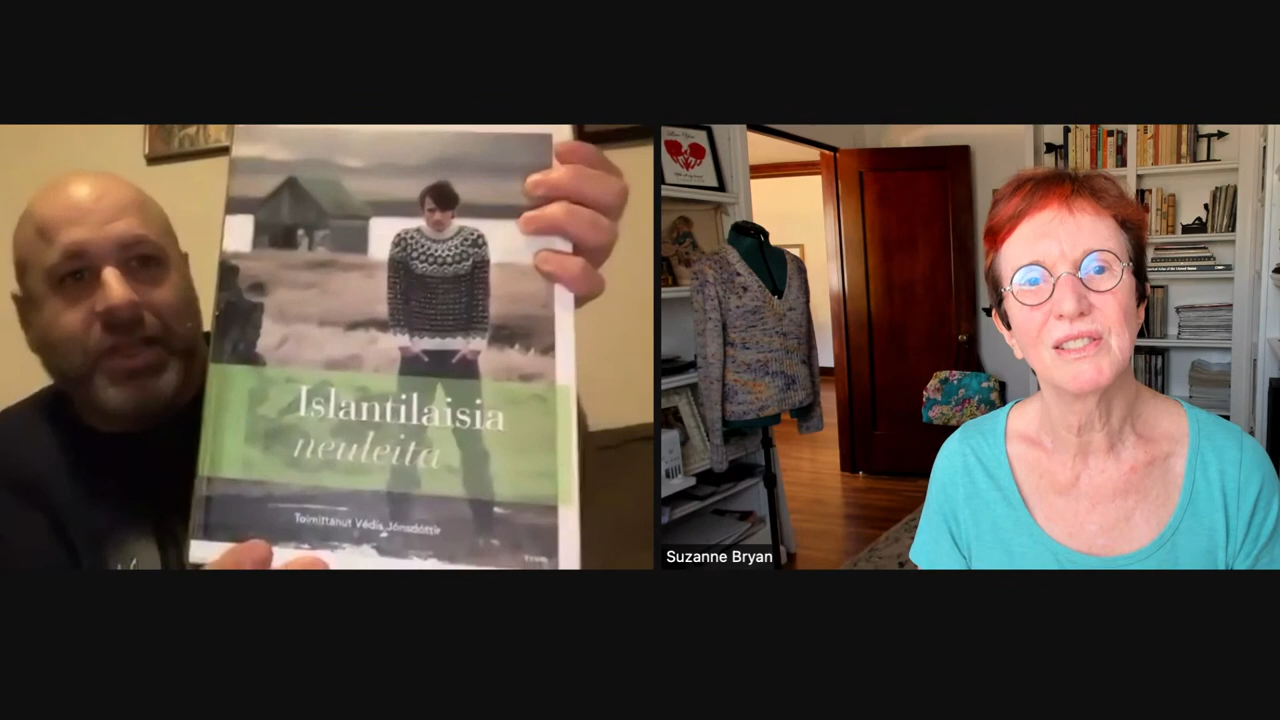 Islantilaisia
neuleita
Toimittanut Védís Jónsdóttir
Suzanne Bryan